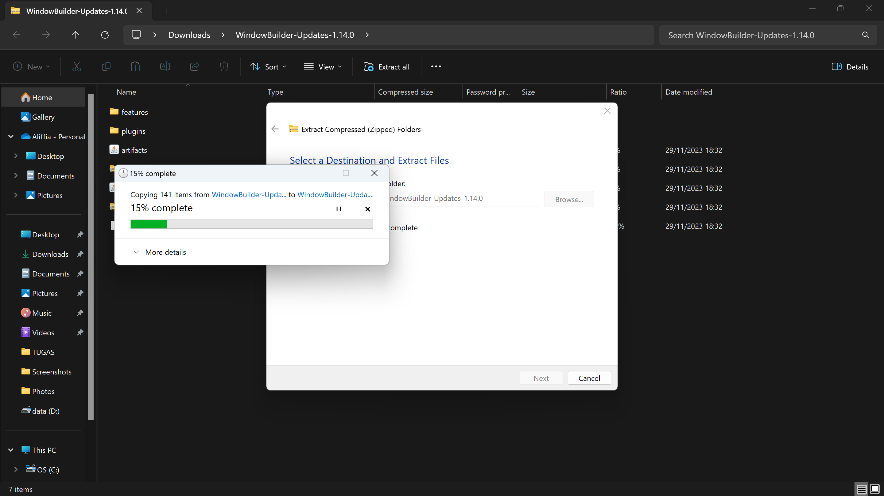 WindowBuilder-Updates-1.14.0
Downloads
WindowBuilder-Updates-1.14.0
Search WindowBuilder-Updates-1.14.0
New
Sort
View
Extract all
Details
Name
Type
Compressed size
Password pr...
Size
Ratio
Date modified
Home
Gallery
Aliffia - Personal
Desktop
Documents
Pictures
Desktop
Downloads
Documents
Pictures
Music
Videos
TUGAS
Screenshots
Photos
data (D:)
This PC
OS (C:)
features
plugins
artifacts
% 29/11/2023 18:32
% 29/11/2023 18:32
% 29/11/2023 18:32
% 29/11/2023 18:32
% 29/11/2023 18:32
Extract Compressed (Zipped) Folders
Select a Destination and Extract Files
older:
ndowBuilder-Updates-1.14.0
Browse...
omplete
Next
Cancel
15% complete
Copying 141 items from WindowBuilder-Upda... to WindowBuilder-Upda...
15% complete
More details
7 items